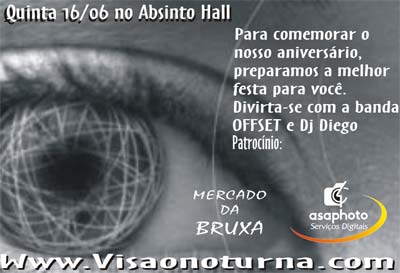 Quinta 16/06 no Absinto Hall
Para comemorar o
nosso aniversário,
preparamos a melhor
festa para você.
Divirta-se com a banda
OFFSET e Dj Diego
Patrocínio:
MERCADO
DA
BRUXA
asaphoto
Serviços Digitais
www.Visaonoturna.com